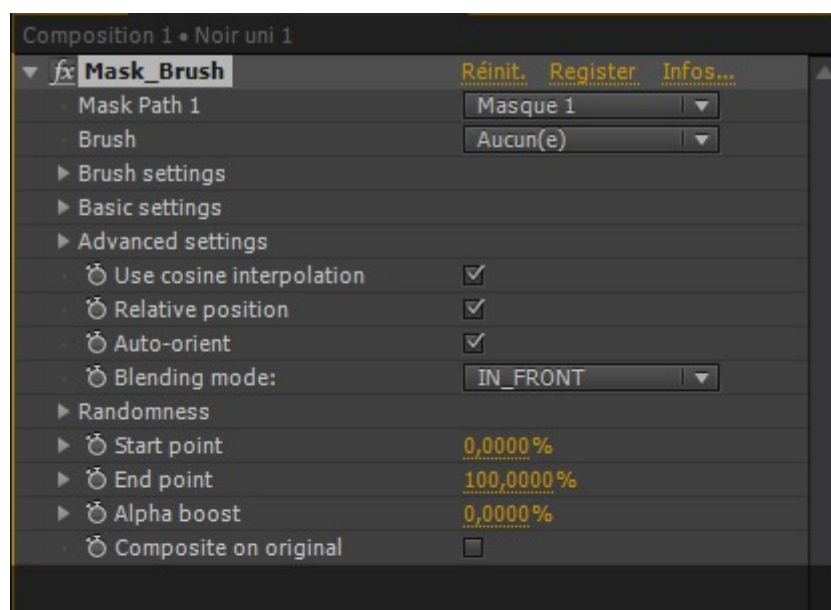 Composition 1 • Noir uni 1
fx Mask_Brush Réinit. Register Infos...
Mask Path 1 Masque 1
Brush Aucun(e)
Brush settings
Basic settings
Advanced settings
Use cosine interpolation
Relative position
Auto-orient
Blending mode: IN_FRONT
Randomness
Start point 0,0000%
End point 100,0000%
Alpha boost 0,0000%
Composite on original